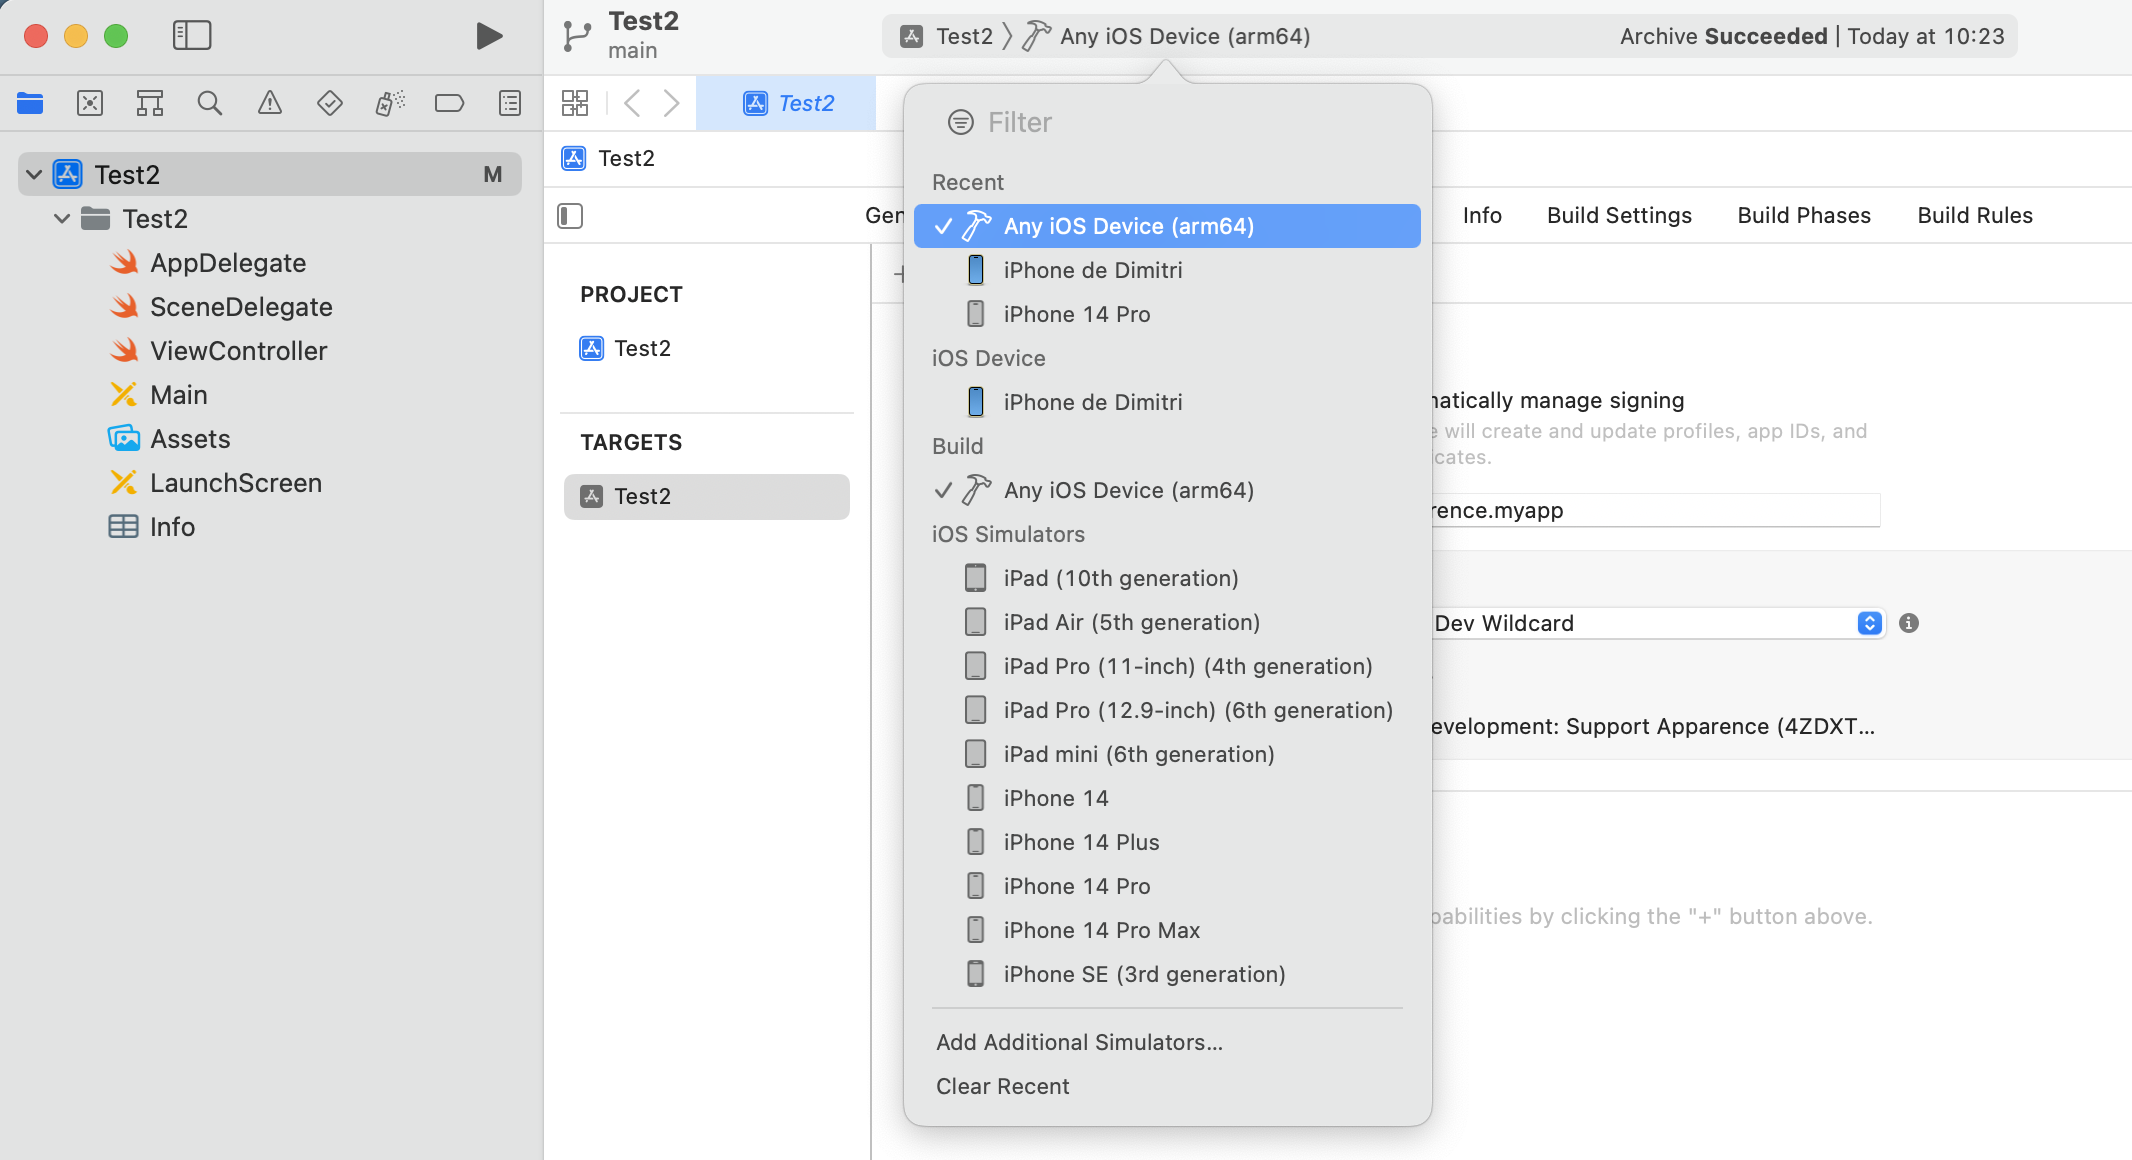 Test2
main
Test2
Any iOS Device (arm64)
Archive Succeeded | Today at 10:23
Test2
Filter
Test2
M
Test2
Test2
AppDelegate
SceneDelegate
ViewController
Main
Assets
LaunchScreen
Info
Gen
Info
Build Settings
Build Phases
Build Rules
PROJECT
Test2
TARGETS
Test2
Recent
Any iOS Device (arm64)
iPhone de Dimitri
iPhone 14 Pro
iOS Device
iPhone de Dimitri
Build
Any iOS Device (arm64)
iOS Simulators
iPad (10th generation)
iPad Air (5th generation)
iPad Pro (11-inch) (4th generation)
iPad Pro (12.9-inch) (6th generation)
iPad mini (6th generation)
iPhone 14
iPhone 14 Plus
iPhone 14 Pro
iPhone 14 Pro Max
iPhone SE (3rd generation)
Add Additional Simulators...
Clear Recent
matically manage signing
e will create and update profiles, app IDs, and
cates.
rence.myapp
Dev Wildcard
evelopment: Support Apparence (4ZDXT...
pabilities by clicking the "+" button above.